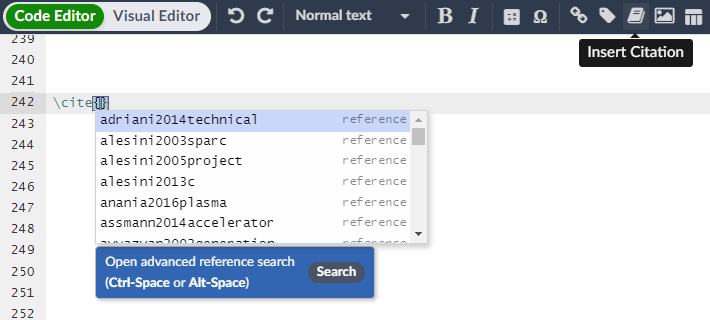 Code Editor Visual Editor Normal text B I Ω
Insert Citation
239
240
241
242 \cite{}
243 adriani2014technical reference
244 alesini2003sparc reference
245 alesini2005project reference
246 alesini2013c reference
247 anania2016plasma reference
248 assmann2014accelerator reference
249 ayvazyan2002generation reference
250 Open advanced reference search
(Ctrl-Space or Alt-Space) Search
251
252